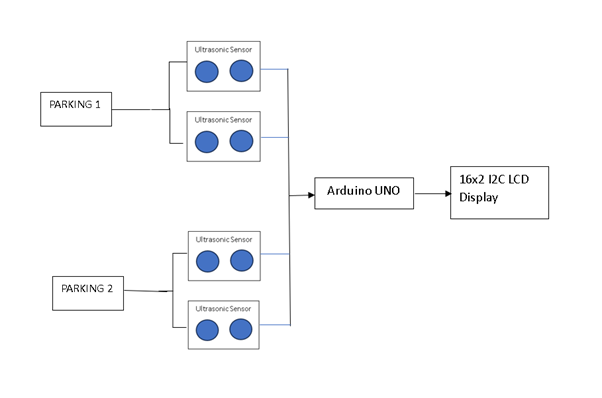 Ultrasonic Sensor
PARKING 1
Ultrasonic Sensor
Arduino UNO
16x2 I2C LCD
Display
Ultrasonic Sensor
PARKING 2
Ultrasonic Sensor